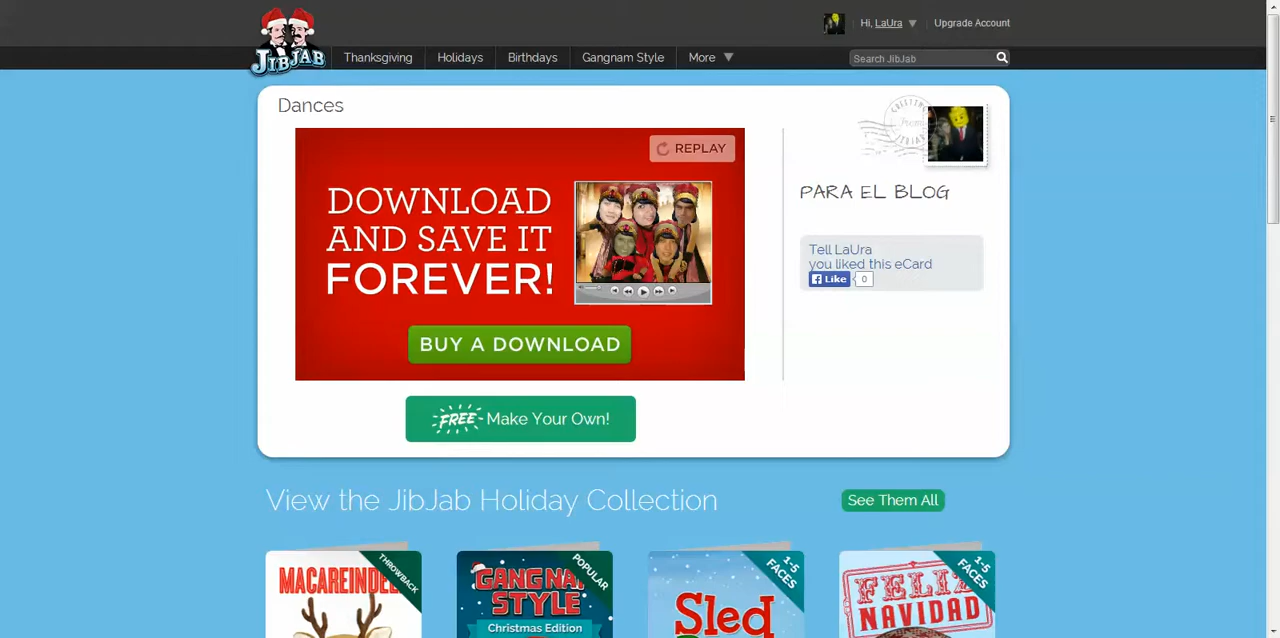 Hi, LaUra
Upgrade Account
JIBJAB
Thanksgiving
Holidays
Birthdays
Gangnam Style
More
Search JibJab
Dances
REPLAY
DOWNLOAD
AND SAVE IT
FOREVER!
BUY A DOWNLOAD
FREE Make Your Own!
PARA EL BLOG
Tell LaUra
you liked this eCard
Like
0
View the JibJab Holiday Collection
See Them All
THROWBACK
POPULAR
1-5
FACES
1-5
FACES
GANGNAM
STYLE
Christmas Edition
Sled
FELIZ
NAVIDAD